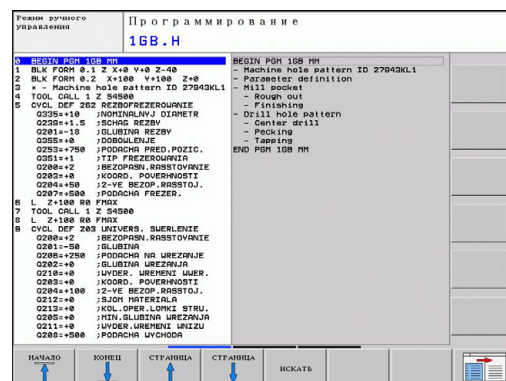 Режим ручного
управления
Программирование
1GB.H
0 BEGIN PGM 1GB MM
1 BLK FORM 0.1 Z X+0 Y+0 Z-40
2 BLK FORM 0.2 X+100 Y+100 Z+0
3 * - Machine hole pattern ID 27943KL1
4 TOOL CALL 1 Z S4500
5 CYCL DEF 262 REZBOFREZEROWANIE
Q335=+10 ;NOMINALNYJ DIAMETR
Q239=+1.5 ;SCHAG REZBY
Q201=-18 ;GLUBINA REZBY
Q355=+0 ;DOBOWLENJE
Q253=+750 ;PODACHA PRED.POZIC.
Q351=+1 ;TIP FREZEROWANIA
Q200=+2 ;BEZOPASN.RASSTOYANIE
Q203=+0 ;KOORD. POVERHNOSTI
Q204=+50 ;2-YE BEZOP.RASSTOJ.
Q207=+500 ;PODACHA FREZER.
6 L Z+100 R0 FMAX
7 TOOL CALL 1 Z S4500
8 L Z+100 R0 FMAX
9 CYCL DEF 203 UNIVERS. SWERLENIE
Q200=+2 ;BEZOPASN.RASSTOYANIE
Q201=-50 ;GLUBINA
Q206=+250 ;PODACHA NA WREZANJE
Q202=+0 ;GLUBINA WREZANJA
Q210=+0 ;WYDER. WREMENI WWER.
Q203=+0 ;KOORD. POVERHNOSTI
Q204=+100 ;2-YE BEZOP.RASSTOJ.
Q212=+0 ;SJOM MATERIALA
Q213=+0 ;KOL.OPER.LOMKI STRU.
Q205=+0 ;MIN.GLUBINA WREZANJA
Q211=+0 ;WYDER.WREMENI WNIZU
Q208=+500 ;PODACHA WYCHODA
BEGIN PGM 1GB MM
- Machine hole pattern ID 27943KL1
- Parameter definition
- Mill pocket
- Rough out
- Finishing
- Drill hole pattern
- Center drill
- Pecking
- Tapping
END PGM 1GB MM
НАЧАЛО
КОНЕЦ
СТРАНИЦА
СТРАНИЦА
ИСКАТЬ